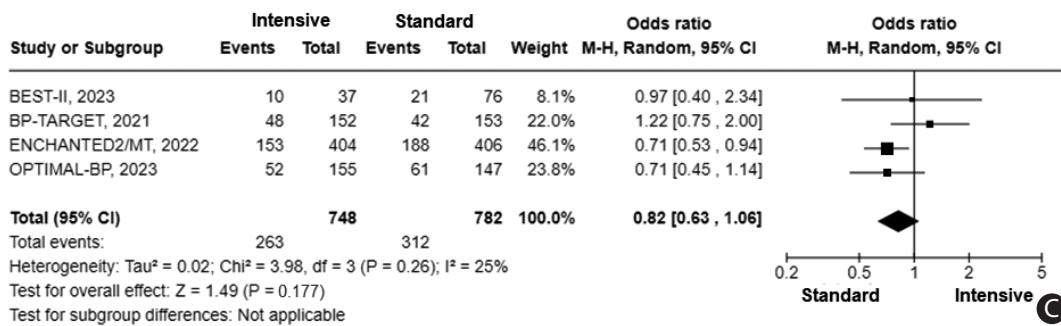 Intensive Standard Odds ratio Odds ratio
Study or Subgroup Events Total Events Total Weight M-H, Random, 95% CI M-H, Random, 95% CI
BEST-II, 2023 10 37 21 76 8.1% 0.97 [0.40 , 2.34]
BP-TARGET, 2021 48 152 42 153 22.0% 1.22 [0.75 , 2.00]
ENCHANTED2/MT, 2022 153 404 188 406 46.1% 0.71 [0.53 , 0.94]
OPTIMAL-BP, 2023 52 155 61 147 23.8% 0.71 [0.45 , 1.14]
Total (95% CI) 748 782 100.0% 0.82 [0.63 , 1.06]
Total events: 263 312
Heterogeneity: Tau² = 0.02; Chi² = 3.98, df = 3 (P = 0.26); I² = 25%
Test for overall effect: Z = 1.49 (P = 0.177)
Test for subgroup differences: Not applicable
0.2 0.5 1 2 5
Standard Intensive
C